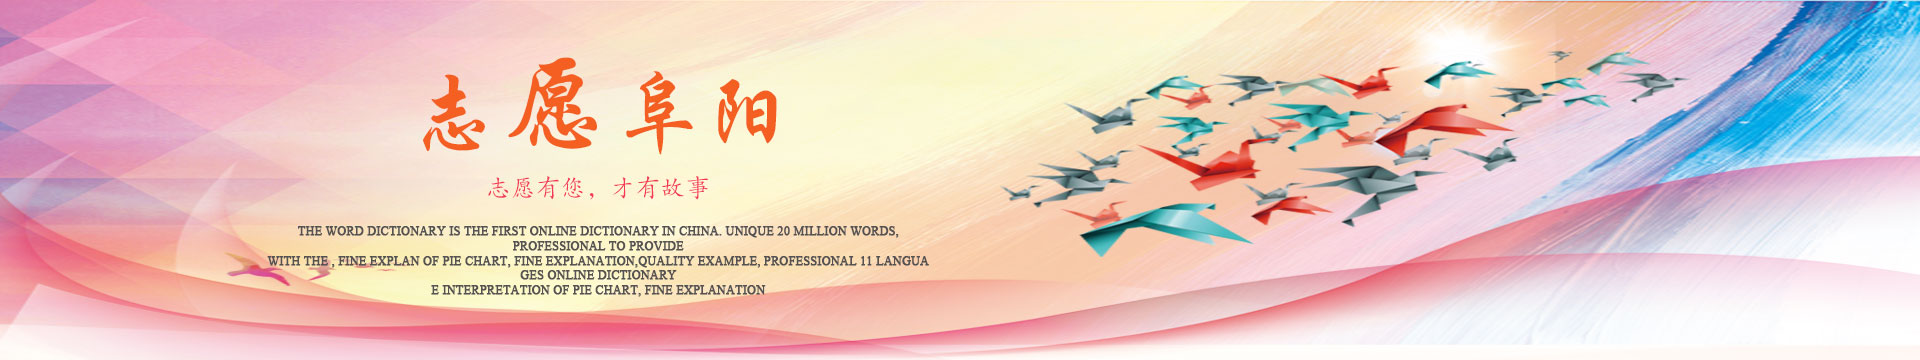 志愿阜阳
志愿有您，才有故事
THE WORD DICTIONARY IS THE FIRST ONLINE DICTIONARY IN CHINA. UNIQUE 20 MILLION WORDS,
PROFESSIONAL TO PROVIDE
WITH THE , FINE EXPLAN OF PIE CHART, FINE EXPLANATION,QUALITY EXAMPLE, PROFESSIONAL 11 LANGUA
GES ONLINE DICTIONARY
E INTERPRETATION OF PIE CHART, FINE EXPLANATION